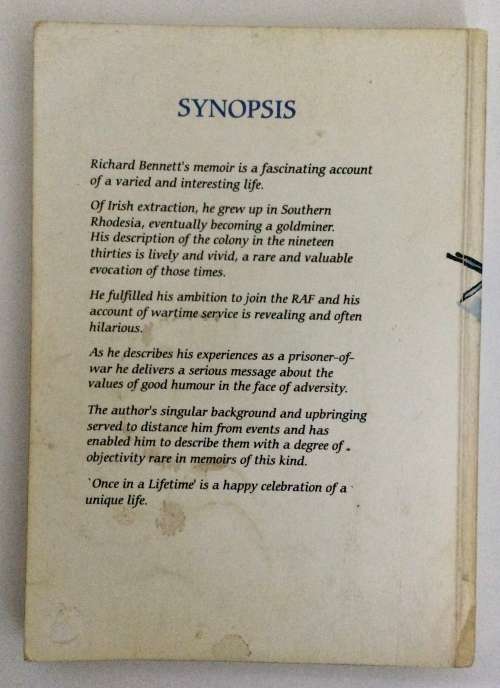 SYNOPSIS
Richard Bennett's memoir is a fascinating account
of a varied and interesting life.
Of Irish extraction, he grew up in Southern
Rhodesia, eventually becoming a goldminer.
His description of the colony in the nineteen
thirties is lively and vivid, a rare and valuable
evocation of those times.
He fulfilled his ambition to join the RAF and his
account of wartime service is revealing and often
hilarious.
As he describes his experiences as a prisoner-of-
war he delivers a serious message about the
values of good humour in the face of adversity.
The author's singular background and upbringing
served to distance him from events and has
enabled him to describe them with a degree of
objectivity rare in memoirs of this kind.
`Once in a Lifetime' is a happy celebration of a
unique life.